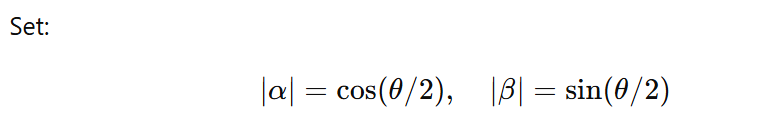 Set:
|α| = cos(θ/2), |β| = sin(θ/2)